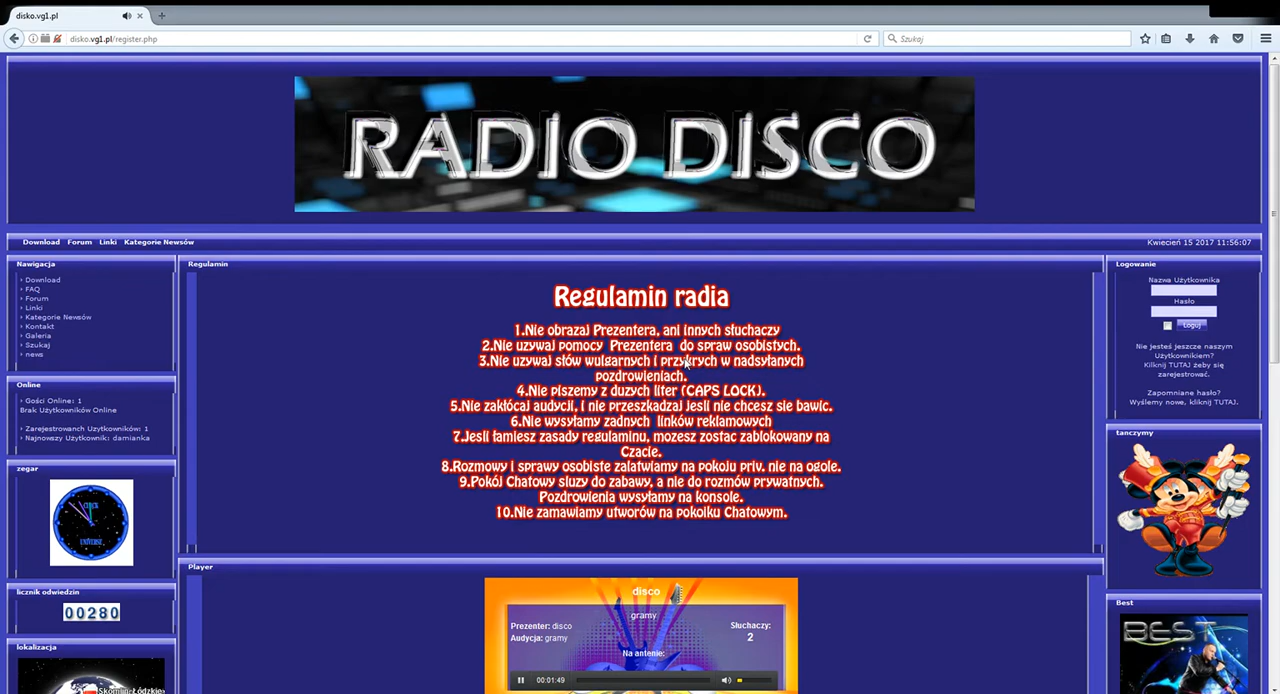 disko.vg1.pl
disko.vg1.pl/register.php
Szukaj
RADIO DISCO
Download Forum Linki Kategorie Newsów
Kwiecień 15 2017 11:56:07
Nawigacja
Download
FAQ
Forum
Linki
Kategorie Newsów
Kontakt
Galeria
Szukaj
news
Online
Gości Online: 1
Brak Użytkowników Online
Zarejestrowanch Uzytkowników: 1
Najnowszy Użytkownik: damianka
zegar
licznik odwiedzin
00280
lokalizacja
Skomlin, Łódzkie
Regulamin
Regulamin radia
1.Nie obrazaj Prezentera, ani innych słuchaczy
2.Nie uzywaj pomocy Prezentera do spraw osobistych.
3.Nie uzywaj słów wulgarnych i przykrych w nadsyłanych
pozdrowieniach.
4.Nie piszemy z duzych liter (CAPS LOCK).
5.Nie zakłócaj audycji, i nie przeszkadzaj jesli nie chcesz sie bawic.
6.Nie wysyłamy zadnych linków reklamowych
7.Jesli łamiesz zasady regulaminu, mozesz zostac zablokowany na
Czacie.
8.Rozmowy i sprawy osobiste załatwiamy na pokoju priv. nie na ogole.
9.Pokój Chatowy sluzy do zabawy, a nie do rozmów prywatnych.
Pozdrowienia wysyłamy na konsole.
10.Nie zamawiamy utworów na pokoiku Chatowym.
Player
disco
gramy
Prezenter: disco
Audycja: gramy
Słuchaczy:
2
Na antenie:
00:01:49
Logowanie
Nazwa Użytkownika
Hasło
Loguj
Nie jesteś jeszcze naszym
Użytkownikiem?
Kilknij TUTAJ żeby się
zarejestrować.
Zapomniane hasło?
Wyślemy nowe, kliknij TUTAJ.
tanczymy
Best
BEST